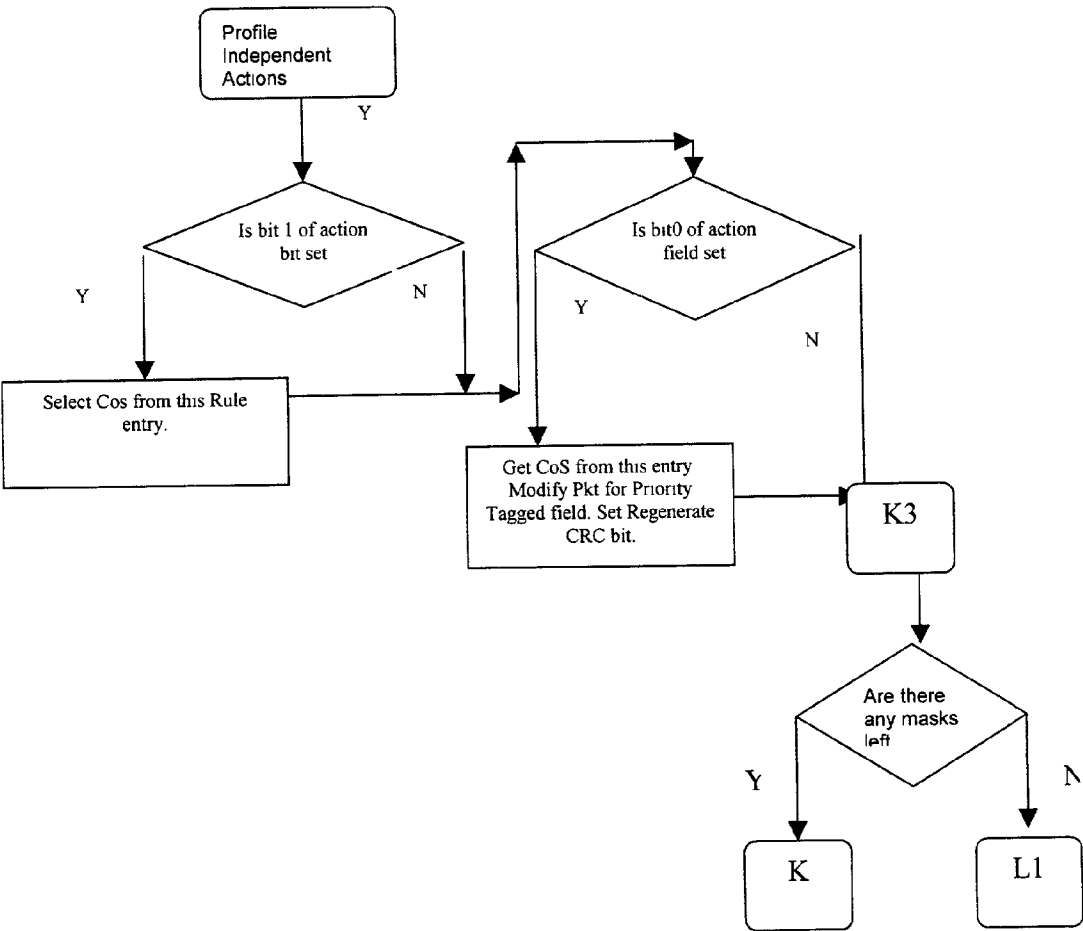 Profile
Independent
Actions
Y
Is bit 1 of action
bit set
Y
N
Select Cos from this Rule
entry.
Is bit0 of action
field set
Y
N
Get CoS from this entry
Modify Pkt for Priority
Tagged field. Set Regenerate
CRC bit.
K3
Are there
any masks
left
Y
N
K
L1